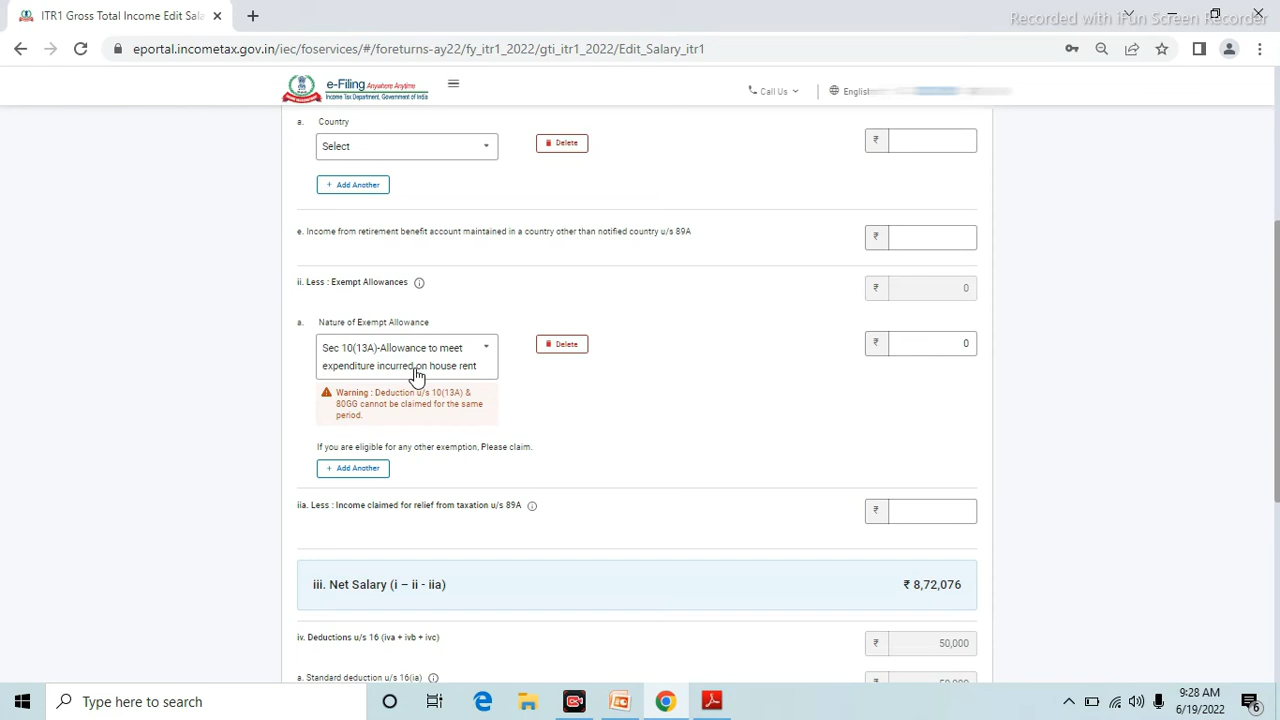 ITR1 Gross Total Income Edit Sala
Recorded with iFun Screen Recorder
eportal.incometax.gov.in/iec/foservices/#/foreturns-ay22/fy_itr1_2022/gti_itr1_2022/Edit_Salary_itr1
e-Filing Anywhere Anytime
Income Tax Department, Government of India
Call Us
English
a. Country
Select
Delete
₹
+ Add Another
e. Income from retirement benefit account maintained in a country other than notified country u/s 89A
₹
ii. Less : Exempt Allowances
₹ 0
a. Nature of Exempt Allowance
Sec 10(13A)-Allowance to meet
expenditure incurred on house rent
Delete
₹ 0
Warning : Deduction u/s 10(13A) &
80GG cannot be claimed for the same
period.
If you are eligible for any other exemption, Please claim.
+ Add Another
iia. Less : Income claimed for relief from taxation u/s 89A
₹
iii. Net Salary (i – ii - iia)
₹ 8,72,076
iv. Deductions u/s 16 (iva + ivb + ivc)
₹ 50,000
a. Standard deduction u/s 16(ia)
₹ 50,000
Type here to search
9:28 AM
6/19/2022
6